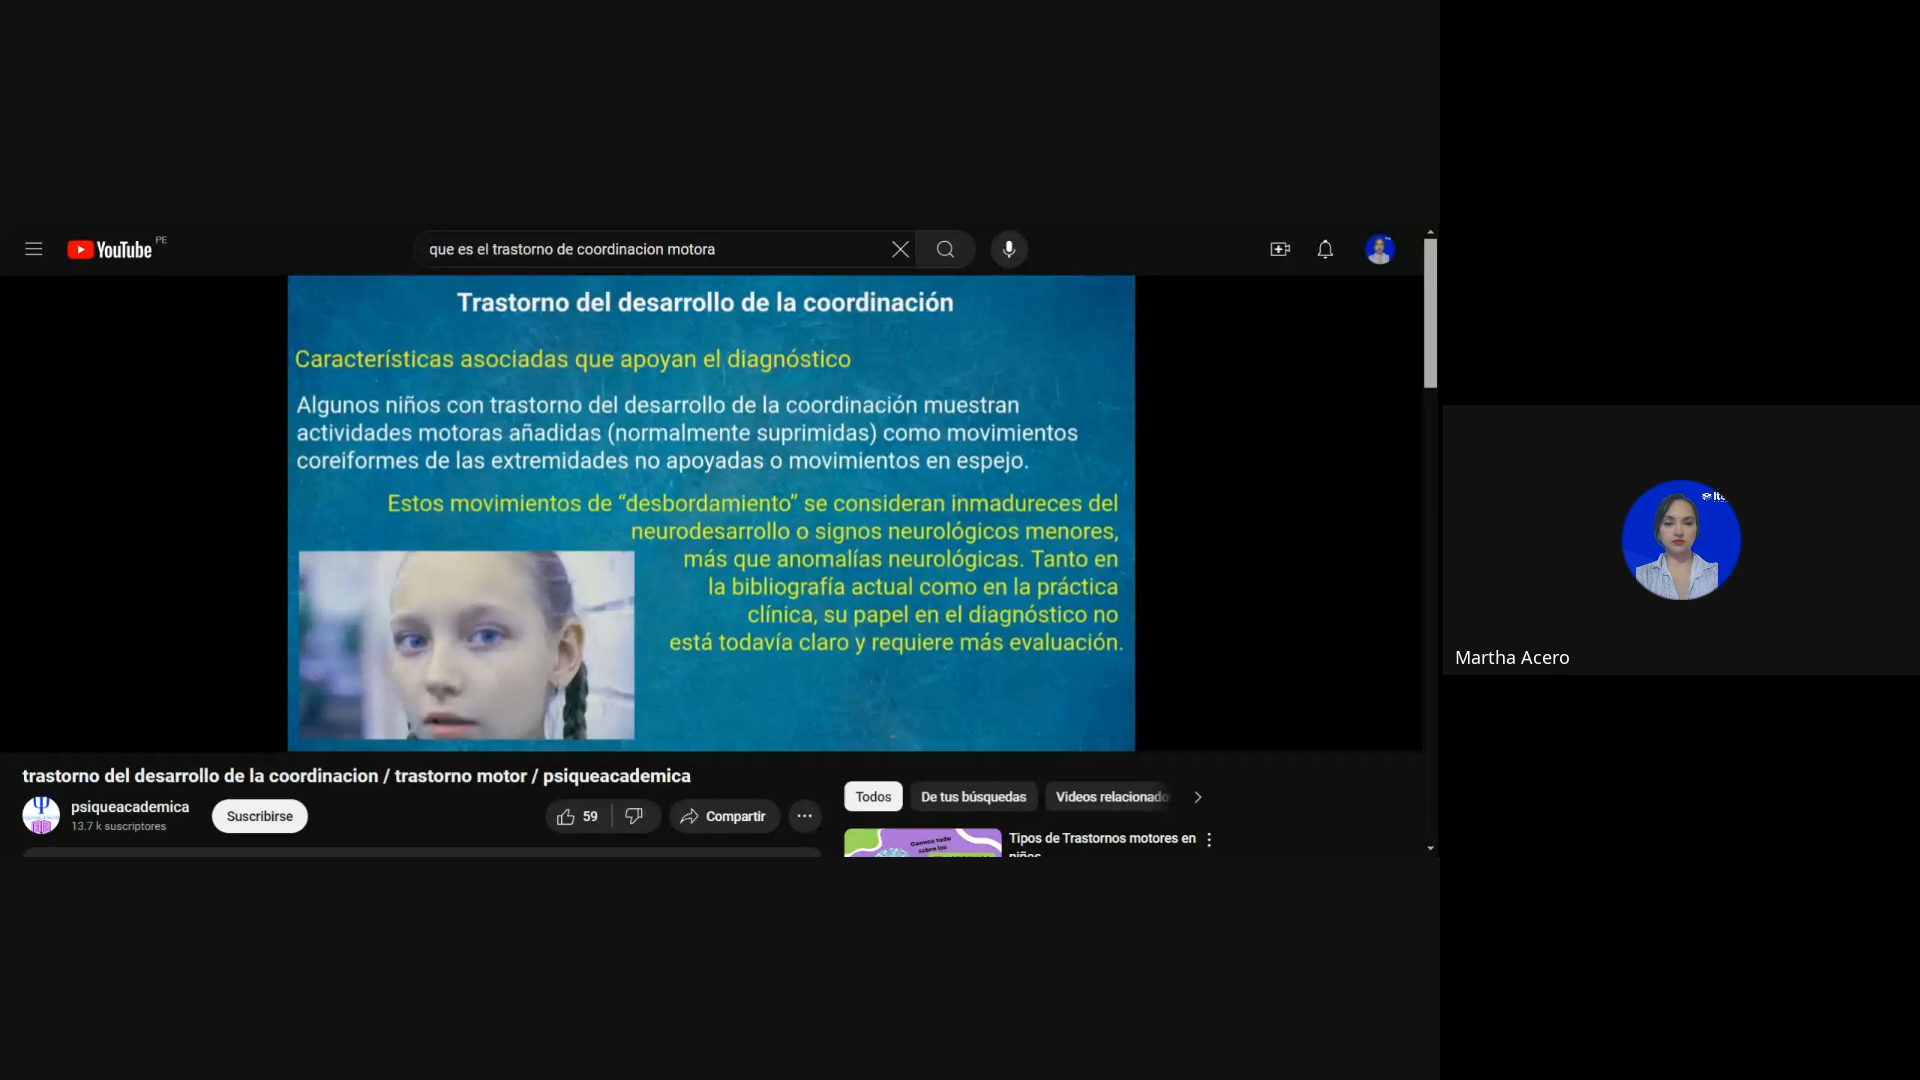 YouTube PE
que es el trastorno de coordinacion motora
Trastorno del desarrollo de la coordinación
Características asociadas que apoyan el diagnóstico
Algunos niños con trastorno del desarrollo de la coordinación muestran
actividades motoras añadidas (normalmente suprimidas) como movimientos
coreiformes de las extremidades no apoyadas o movimientos en espejo.
Estos movimientos de “desbordamiento” se consideran inmadureces del
neurodesarrollo o signos neurológicos menores,
más que anomalías neurológicas. Tanto en
la bibliografía actual como en la práctica
clínica, su papel en el diagnóstico no
está todavía claro y requiere más evaluación.
trastorno del desarrollo de la coordinacion / trastorno motor / psiqueacademica
psiqueacademica
13.7 k suscriptores
Suscribirse
59
Compartir
Todos
De tus búsquedas
Videos relacionado
Conoce todo
sobre los
Tipos de Trastornos motores en
niños
Martha Acero